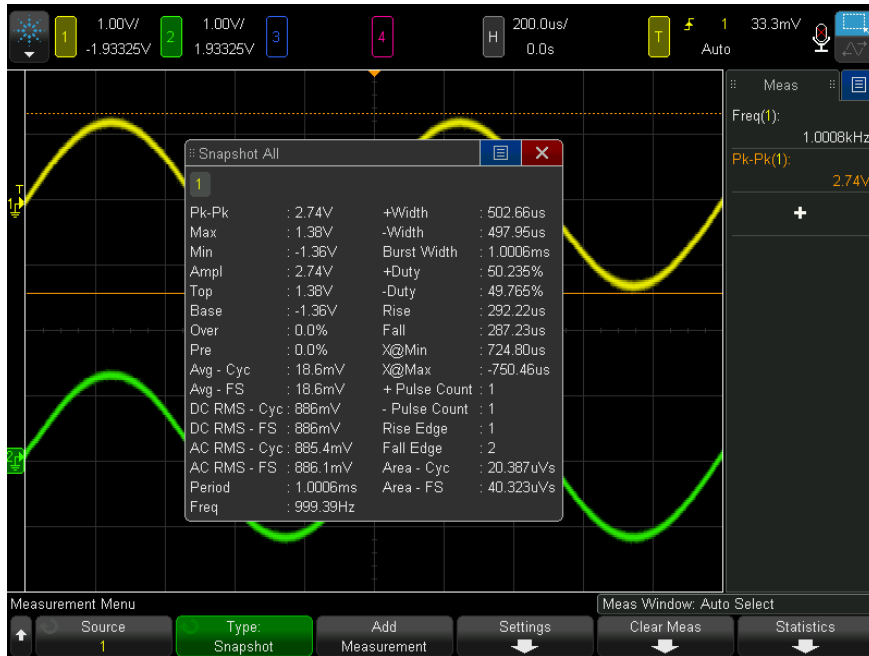 1 1.00V/ -1.93325V 2 1.00V/ 1.93325V 3 4 H 200.0us/ 0.0s T 1 Auto 33.3mV
Meas
Freq(1):
1.0008kHz
Pk-Pk(1):
2.74V
+
T
1
2
Snapshot All
1
Pk-Pk : 2.74V +Width : 502.66us
Max : 1.38V -Width : 497.95us
Min : -1.36V Burst Width : 1.0006ms
Ampl : 2.74V +Duty : 50.235%
Top : 1.38V -Duty : 49.765%
Base : -1.36V Rise : 292.22us
Over : 0.0% Fall : 287.23us
Pre : 0.0% X@Min : 724.80us
Avg - Cyc : 18.6mV X@Max : -750.46us
Avg - FS : 18.6mV + Pulse Count : 1
DC RMS - Cyc : 886mV - Pulse Count : 1
DC RMS - FS : 886mV Rise Edge : 1
AC RMS - Cyc : 885.4mV Fall Edge : 2
AC RMS - FS : 886.1mV Area - Cyc : 20.387uVs
Period : 1.0006ms Area - FS : 40.323uVs
Freq : 999.39Hz
Measurement Menu
Meas Window: Auto Select
Source Type: Add Settings Clear Meas Statistics
1 Snapshot Measurement